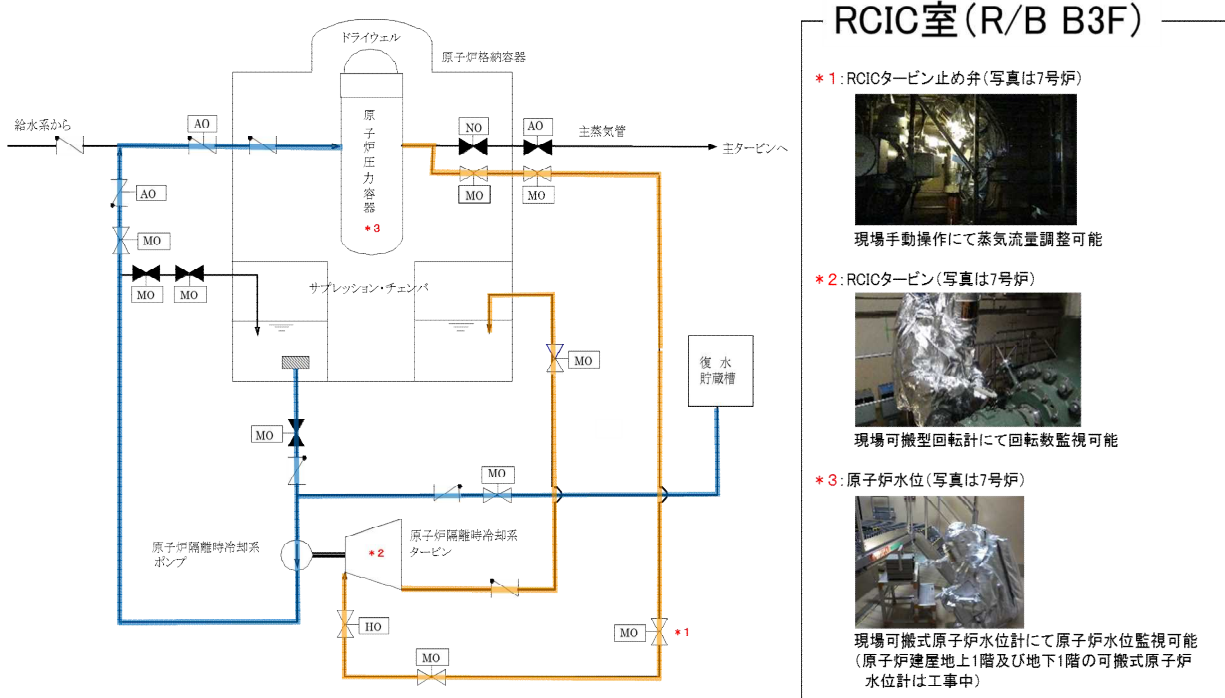 ドライウェル
原子炉格納容器
給水系から
AO
NO
AO
主蒸気管
主タービンへ
原子炉圧力容器
*3
AO
MO
MO
MO
MO
MO
MO
サプレッション・チェンバ
MO
復水
貯蔵槽
MO
MO
原子炉隔離時冷却系
ポンプ
*2
原子炉隔離時冷却系
タービン
HO
MO
MO
*1
RCIC室(R/B B3F)
*1:RCICタービン止め弁(写真は7号炉)
現場手動操作にて蒸気流量調整可能
*2:RCICタービン(写真は7号炉)
現場可搬型回転計にて回転数監視可能
*3:原子炉水位(写真は7号炉)
現場可搬式原子炉水位計にて原子炉水位監視可能
(原子炉建屋地上1階及び地下1階の可搬式原子炉
水位計は工事中)